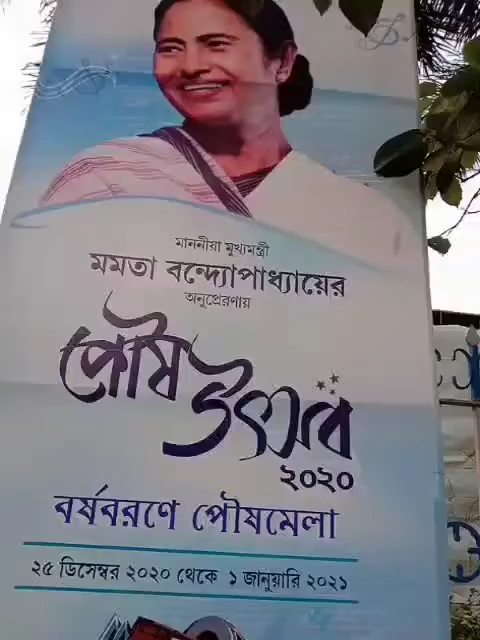 মাননীয়া মুখ্যমন্ত্রী
মমতা বন্দ্যোপাধ্যায়ের
অনুপ্রেরণায়
পৌষ
উৎসব
২০২০
বর্ষবরণে পৌষমেলা
২৫ ডিসেম্বর ২০২০ থেকে ১ জানুয়ারি ২০২১